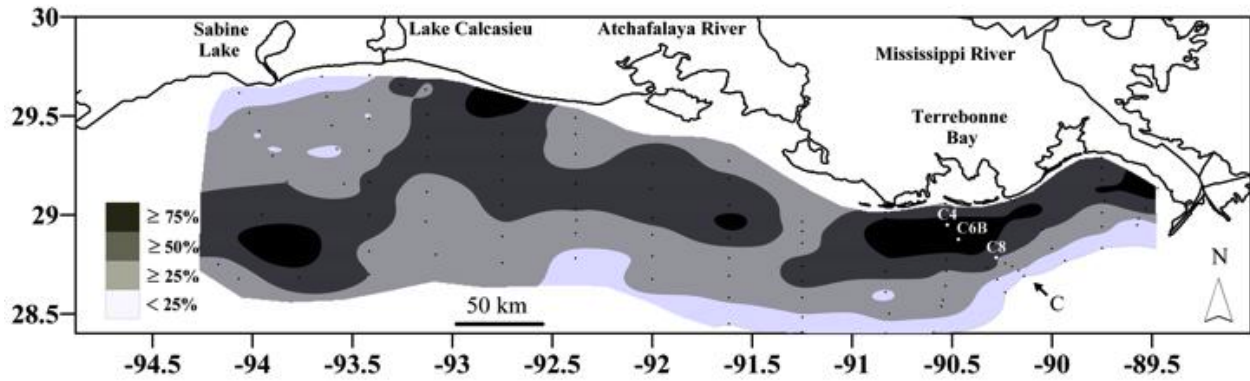 30
29.5
29
28.5
Sabine
Lake
Lake Calcasieu
Atchafalaya River
Mississippi River
Terrebonne
Bay
C4
C6B
C8
C
N
≥ 75%
≥ 50%
≥ 25%
< 25%
50 km
-94.5 -94 -93.5 -93 -92.5 -92 -91.5 -91 -90.5 -90 -89.5